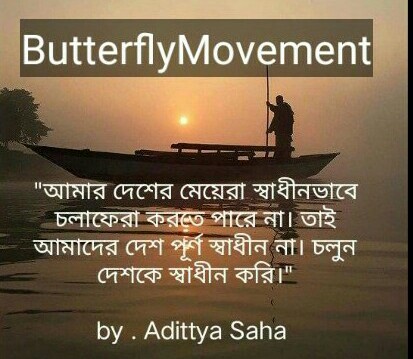 ButterflyMovement
"আমার দেশের মেয়েরা স্বাধীনভাবে
চলাফেরা করতে পারে না। তাই
আমাদের দেশ পূর্ণ স্বাধীন না। চলুন
দেশকে স্বাধীন করি।"
by . Adittya Saha